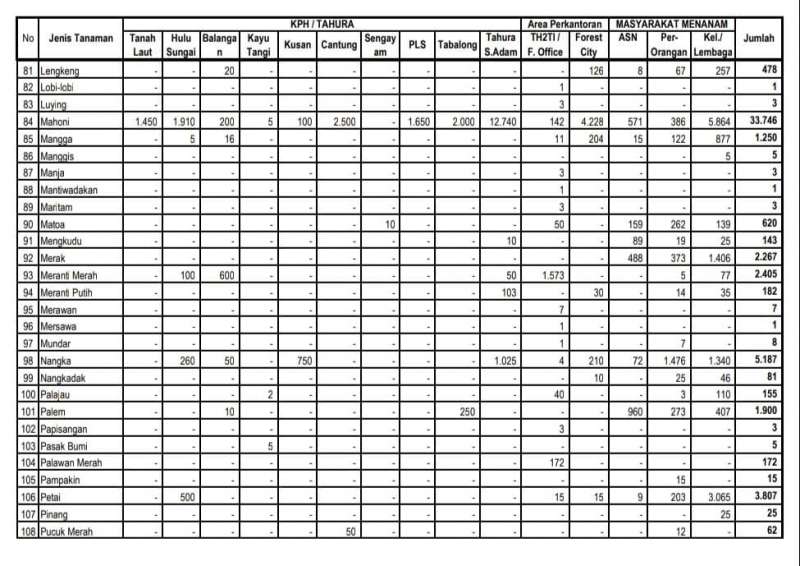 No Jenis Tanaman KPH / TAHURA Area Perkantoran MASYARAKAT MENANAM Jumlah
Tanah Laut Hulu Sungai Balangan Kayu Tangi Kusan Cantung Sengayam PLS Tabalong Tahura S.Adam TH2TI / F. Office Forest City ASN Per-Orangan Kel./ Lembaga
81 Lengkeng - - 20 - - - - - - - - 126 8 67 257 478
82 Lobi-lobi - - - - - - - - - - 1 - - - - 1
83 Luying - - - - - - - - - - 3 - - - - 3
84 Mahoni 1.450 1.910 200 5 100 2.500 - 1.650 2.000 12.740 142 4.228 571 386 5.864 33.746
85 Mangga - 5 16 - - - - - - - 11 204 15 122 877 1.250
86 Manggis - - - - - - - - - - - - - - 5 5
87 Manja - - - - - - - - - - 3 - - - - 3
88 Mantiwadakan - - - - - - - - - - 1 - - - - 1
89 Maritam - - - - - - - - - - 3 - - - - 3
90 Matoa - - - - - - 10 - - - 50 - 159 262 139 620
91 Mengkudu - - - - - - - - - 10 - - 89 19 25 143
92 Merak - - - - - - - - - - - - 488 373 1.406 2.267
93 Meranti Merah - 100 600 - - - - - - 50 1.573 - - 5 77 2.405
94 Meranti Putih - - - - - - - - - 103 - 30 - 14 35 182
95 Merawan - - - - - - - - - - 7 - - - - 7
96 Mersawa - - - - - - - - - - 1 - - - - 1
97 Mundar - - - - - - - - - - 1 - - 7 - 8
98 Nangka - 260 50 - 750 - - - - 1.025 4 210 72 1.476 1.340 5.187
99 Nangkadak - - - - - - - - - - - 10 - 25 46 81
100 Palajau - - - 2 - - - - - - 40 - - 3 110 155
101 Palem - - 10 - - - - - 250 - - - 960 273 407 1.900
102 Papisangan - - - - - - - - - - 3 - - - - 3
103 Pasak Bumi - - - 5 - - - - - - - - - - - 5
104 Palawan Merah - - - - - - - - - - 172 - - - - 172
105 Pampakin - - - - - - - - - - - - - 15 - 15
106 Petai - 500 - - - - - - - - 15 15 9 203 3.065 3.807
107 Pinang - - - - - - - - - - - - - - 25 25
108 Pucuk Merah - - - - - 50 - - - - - - - 12 - 62